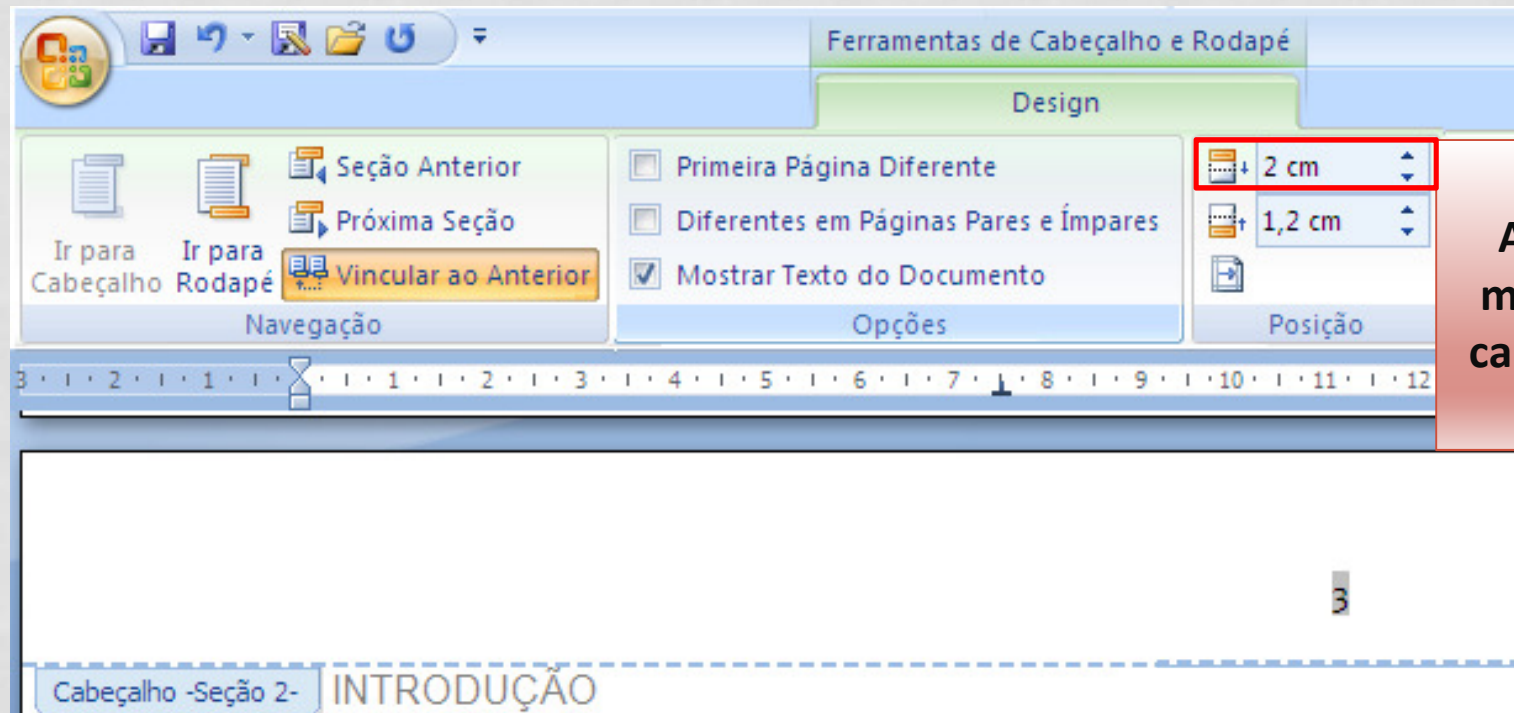 Ferramentas de Cabeçalho e Rodapé
Design
Ir para Cabeçalho
Ir para Rodapé
Seção Anterior
Próxima Seção
Vincular ao Anterior
Navegação
Primeira Página Diferente
Diferentes em Páginas Pares e Ímpares
Mostrar Texto do Documento
Opções
2 cm
1,2 cm
Posição
3 2 1 1 2 3 4 5 6 7 8 9 10 11 12
3
Cabeçalho -Seção 2-
INTRODUÇÃO